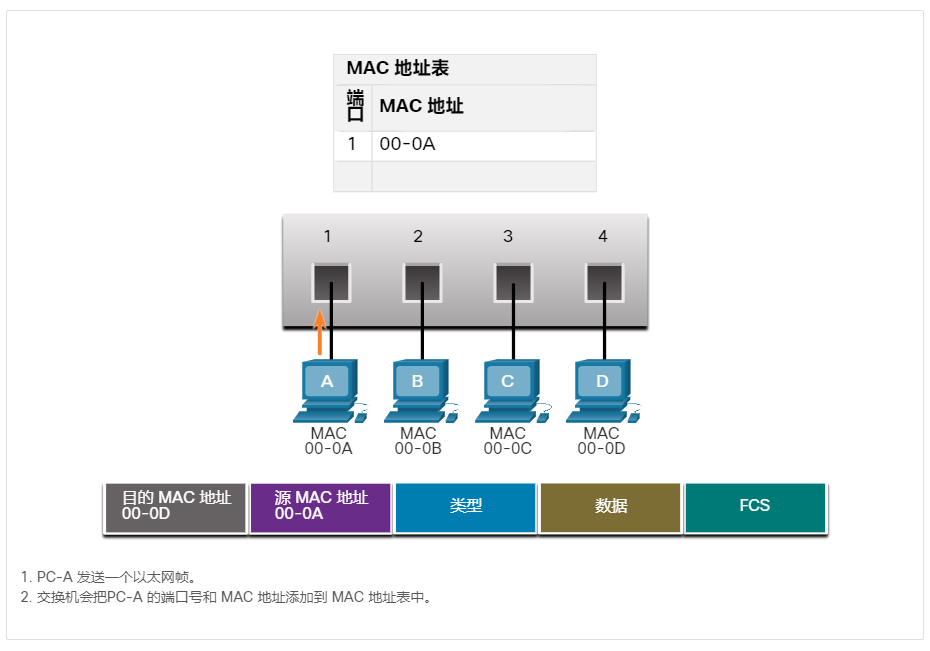 MAC 地址表
端口 MAC 地址
1 00-0A
1 2 3 4
A B C D
MAC MAC MAC MAC
00-0A 00-0B 00-0C 00-0D
目的 MAC 地址 源 MAC 地址 类型 数据 FCS
00-0D 00-0A
1. PC-A 发送一个以太网帧。
2. 交换机会把PC-A 的端口号和 MAC 地址添加到 MAC 地址表中。